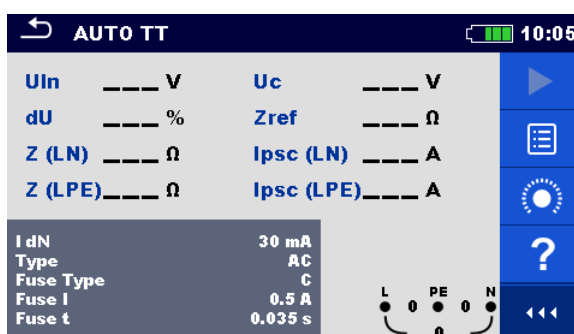 AUTO TT 10:05
Uln ___ V Uc ___ V
dU ___ % Zref ___ Ω
Z (LN) ___ Ω Ipsc (LN) ___ A
Z (LPE)___ Ω Ipsc (LPE)___ A
I dN 30 mA
Type AC
Fuse Type C
Fuse I 0.5 A
Fuse t 0.035 s
L PE N
0 0
0
?